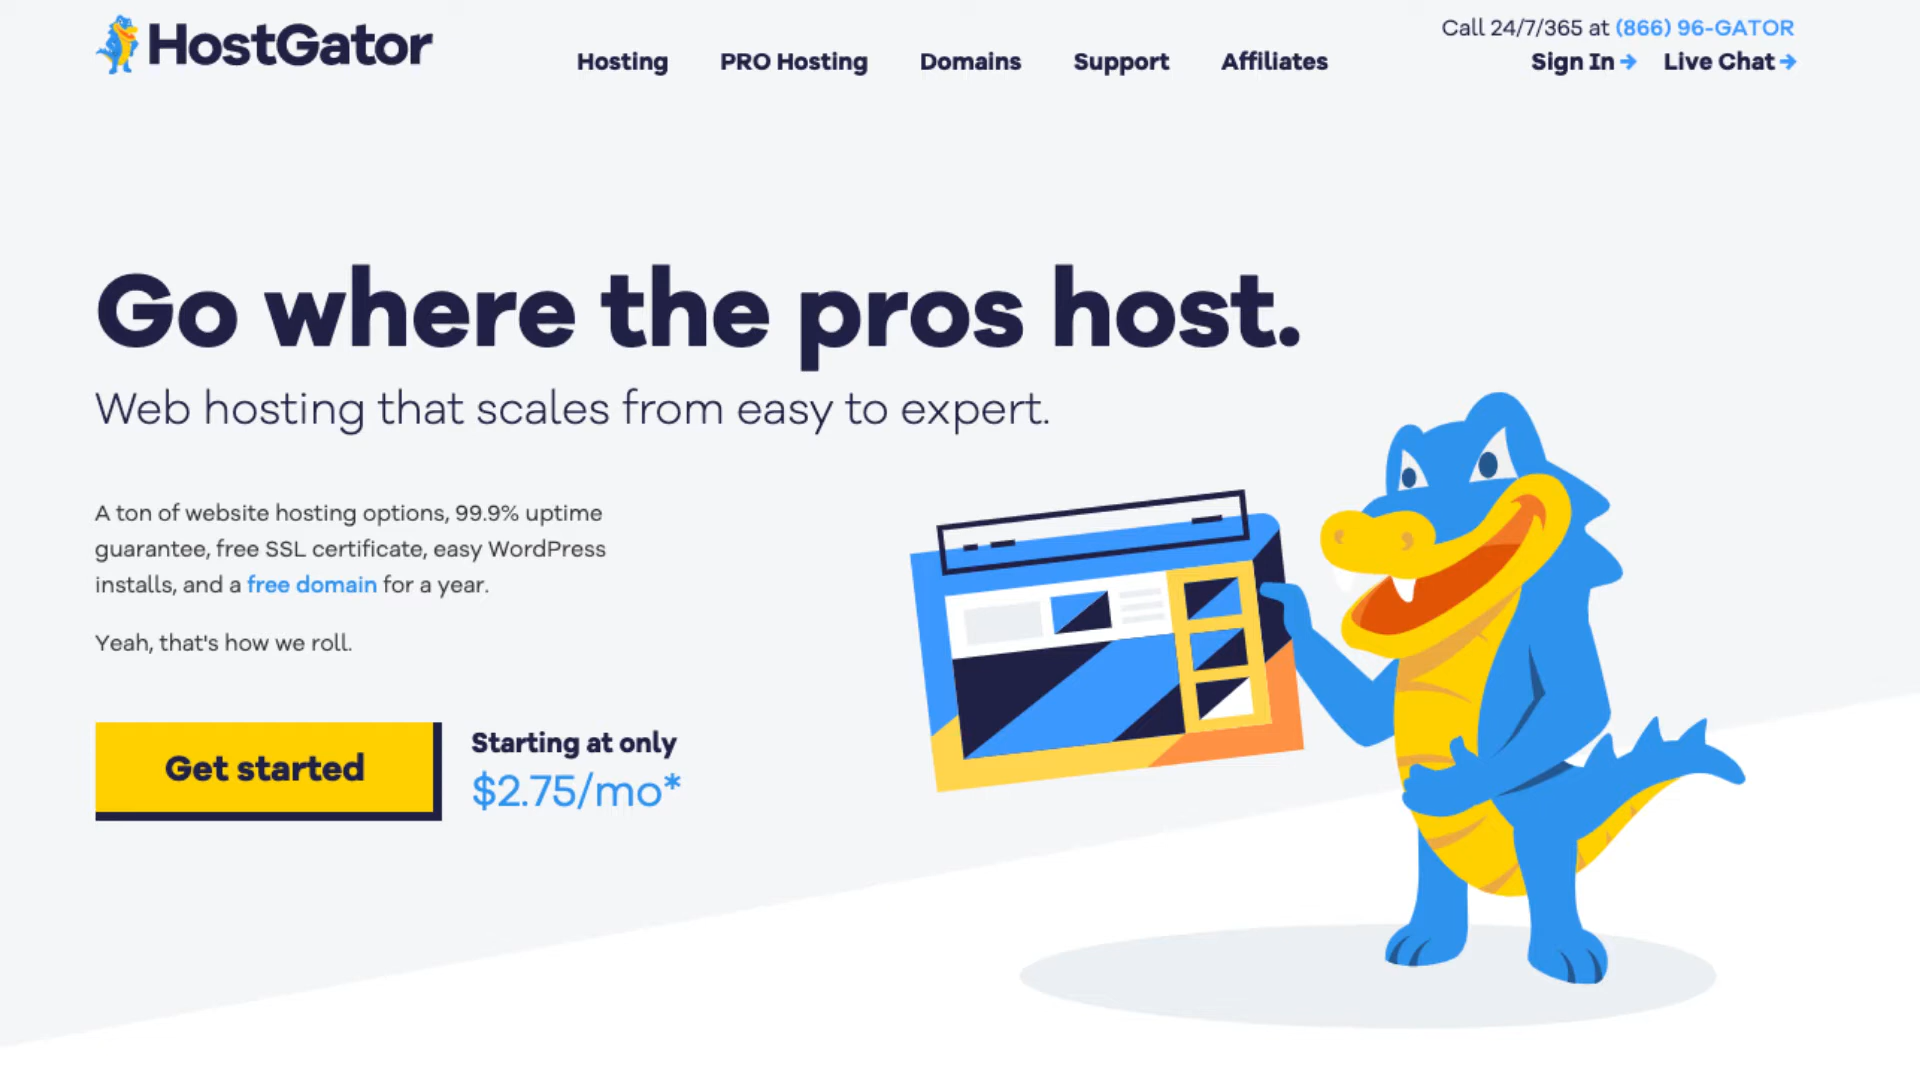 HostGator
Hosting
PRO Hosting
Domains
Support
Affiliates
Call 24/7/365 at (866) 96-GATOR
Sign In
Live Chat
Go where the pros host.
Web hosting that scales from easy to expert.
A ton of website hosting options, 99.9% uptime
guarantee, free SSL certificate, easy WordPress
installs, and a free domain for a year.
Yeah, that's how we roll.
Get started
Starting at only
$2.75/mo*